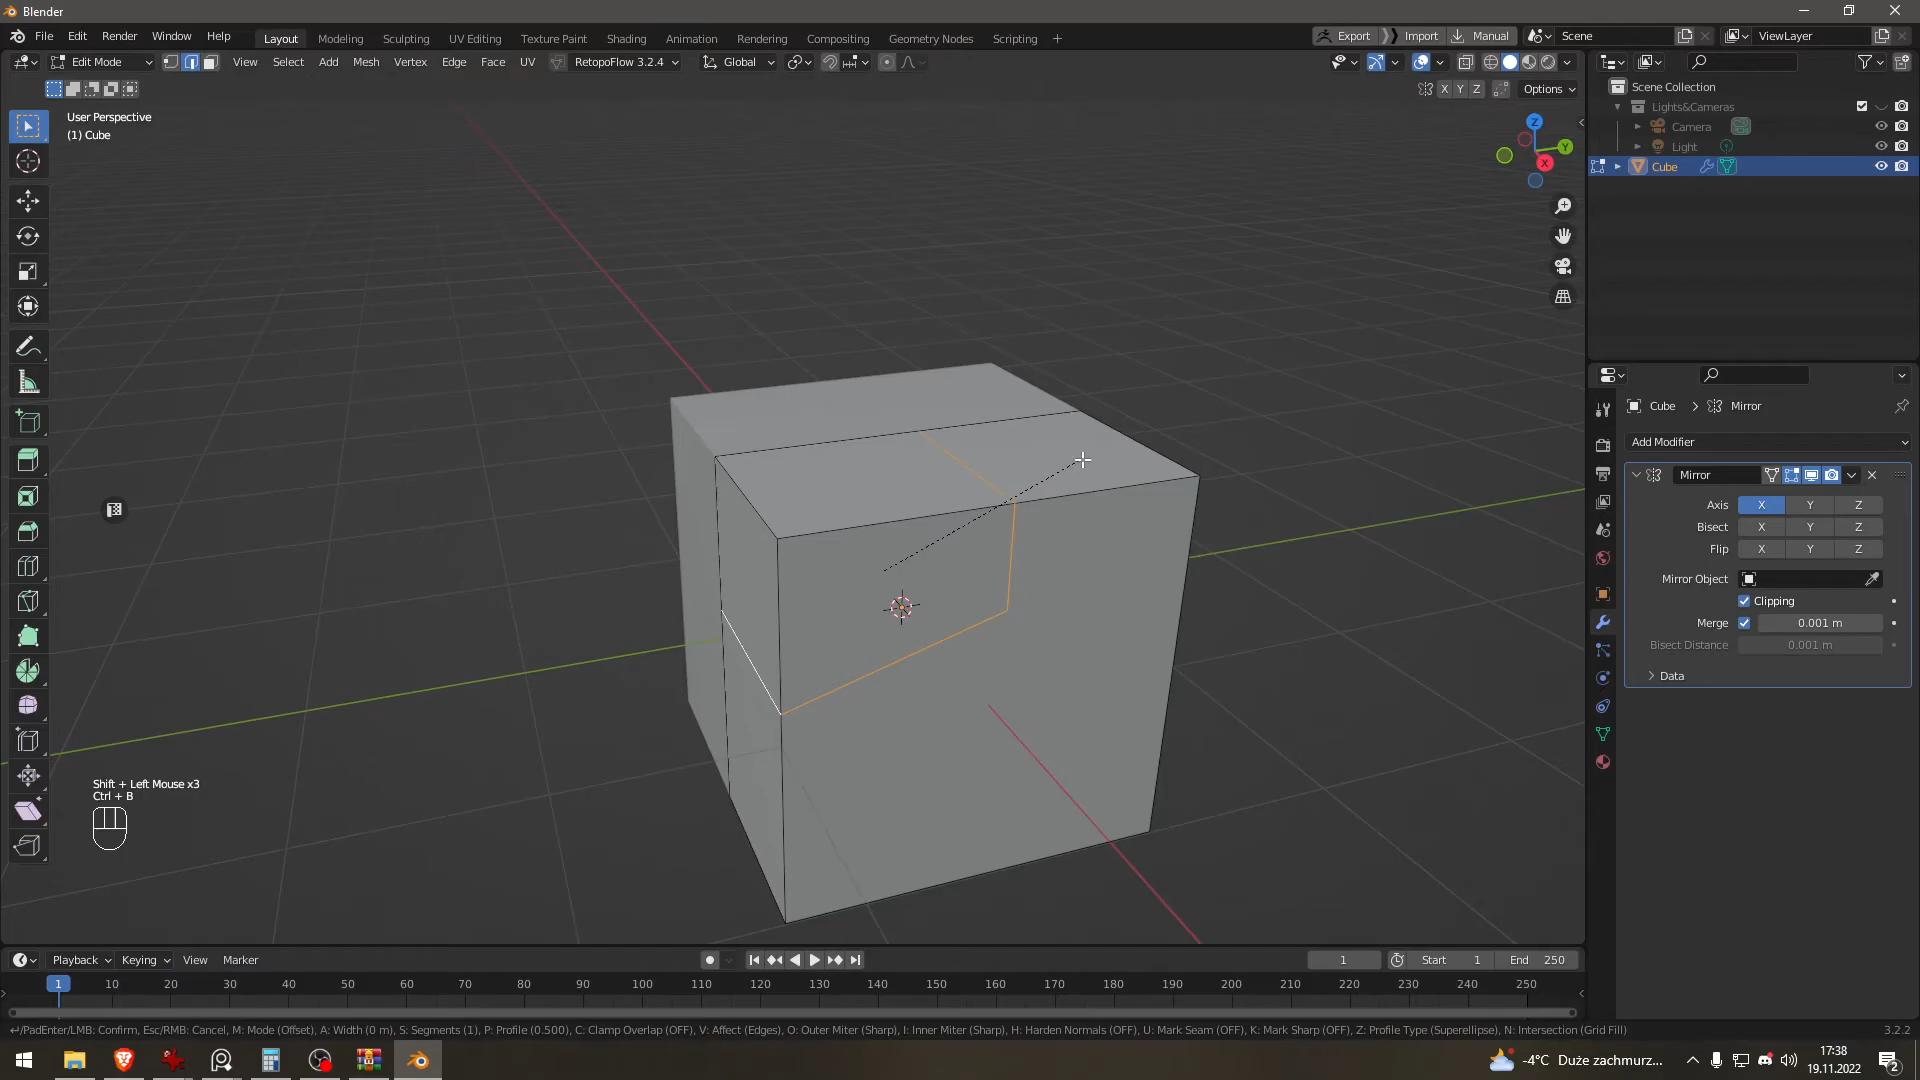 Blender
File Edit Render Window Help
Layout Modeling Sculpting UV Editing Texture Paint Shading Animation Rendering Compositing Geometry Nodes Scripting +
Export Import Manual Scene ViewLayer
Edit Mode View Select Add Mesh Vertex Edge Face UV RetopoFlow 3.2.4 Global
X Y Z Options
User Perspective
(1) Cube
Z
Y
X
Scene Collection
Lights&Cameras
Camera
Light
Cube
Cube > Mirror
Add Modifier
Mirror
Axis X Y Z
Bisect X Y Z
Flip X Y Z
Mirror Object
Clipping
Merge 0.001 m
Bisect Distance 0.001 m
Data
Shift + Left Mouse x3
Ctrl + B
Playback Keying View Marker
1 Start 1 End 250
1 10 20 30 40 50 60 70 80 90 100 110 120 130 140 150 160 170 180 190 200 210 220 230 240 250
↵/PadEnter/LMB: Confirm, Esc/RMB: Cancel, M: Mode (Offset), A: Width (0 m), S: Segments (1), P: Profile (0.500), C: Clamp Overlap (OFF), V: Affect (Edges), O: Outer Miter (Sharp), I: Inner Miter (Sharp), H: Harden Normals (OFF), U: Mark Seam (OFF), K: Mark Sharp (OFF), Z: Profile Type (Superellipse), N: Intersection (Grid Fill)
3.2.2
-4°C Duże zachmurz...
17:38
19.11.2022
2